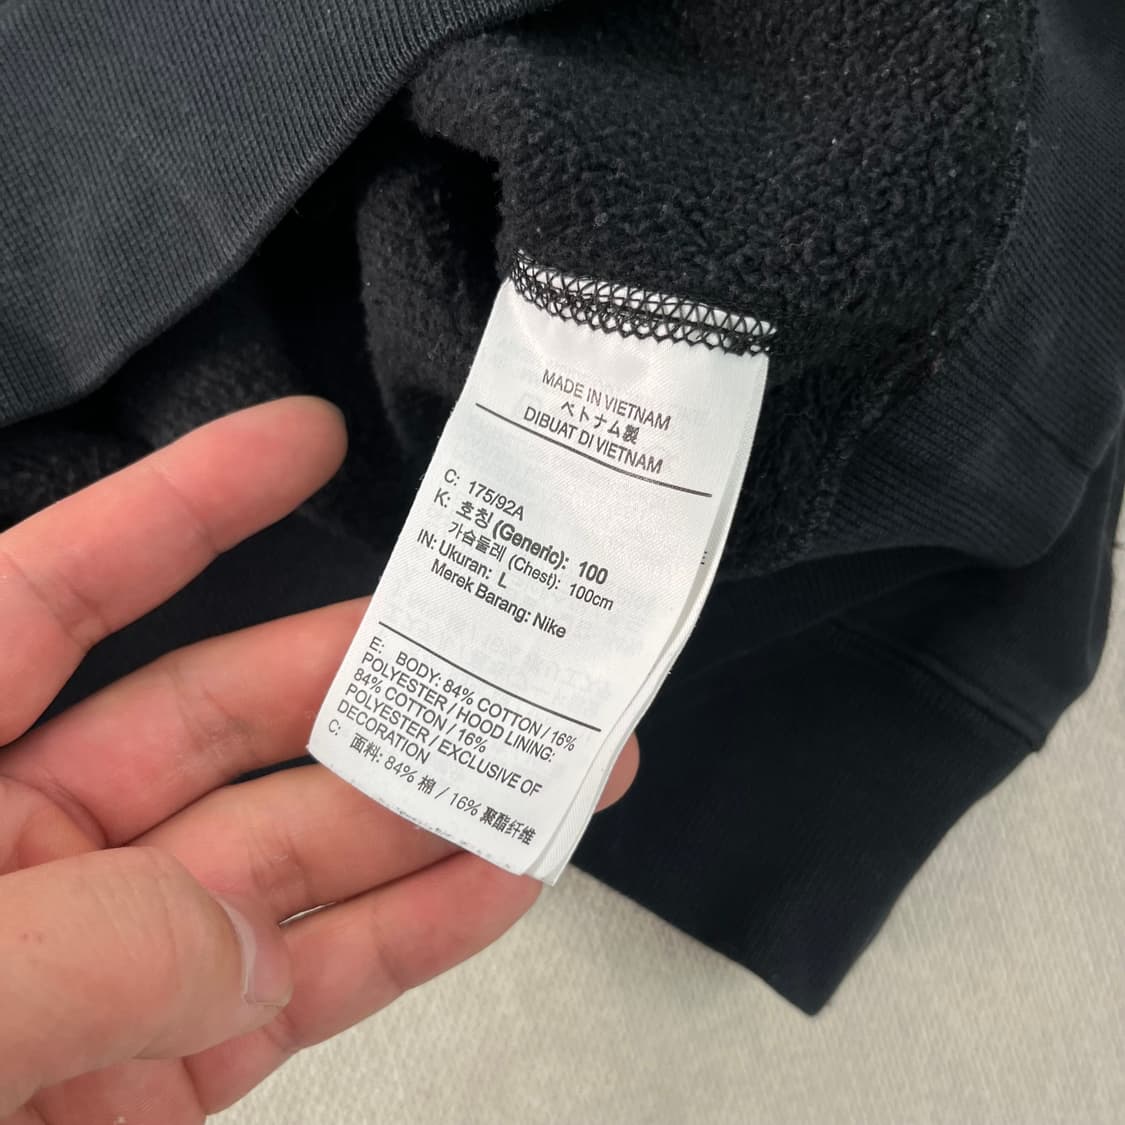 MADE IN VIETNAM
ベトナム製
DIBUAT DI VIETNAM
C: 175/92A
K: 호칭 (Generic): 100
가슴둘레 (Chest): 100cm
IN: Ukuran: L
Merek Barang: Nike
E: BODY: 84% COTTON / 16%
POLYESTER / HOOD LINING:
84% COTTON / 16%
POLYESTER / EXCLUSIVE OF
DECORATION
C: 面料: 84% 棉 / 16% 聚酯纤维